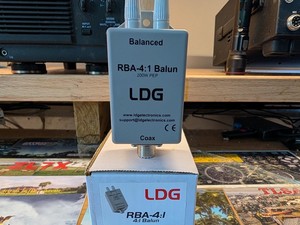 Balanced
RBA-4:1 Balun
200W PEP
LDG
www.ldgelectronics.com
support@ldgelectronics.com
CE
Coax
LDG
RBA-4:1
4:1 Balun